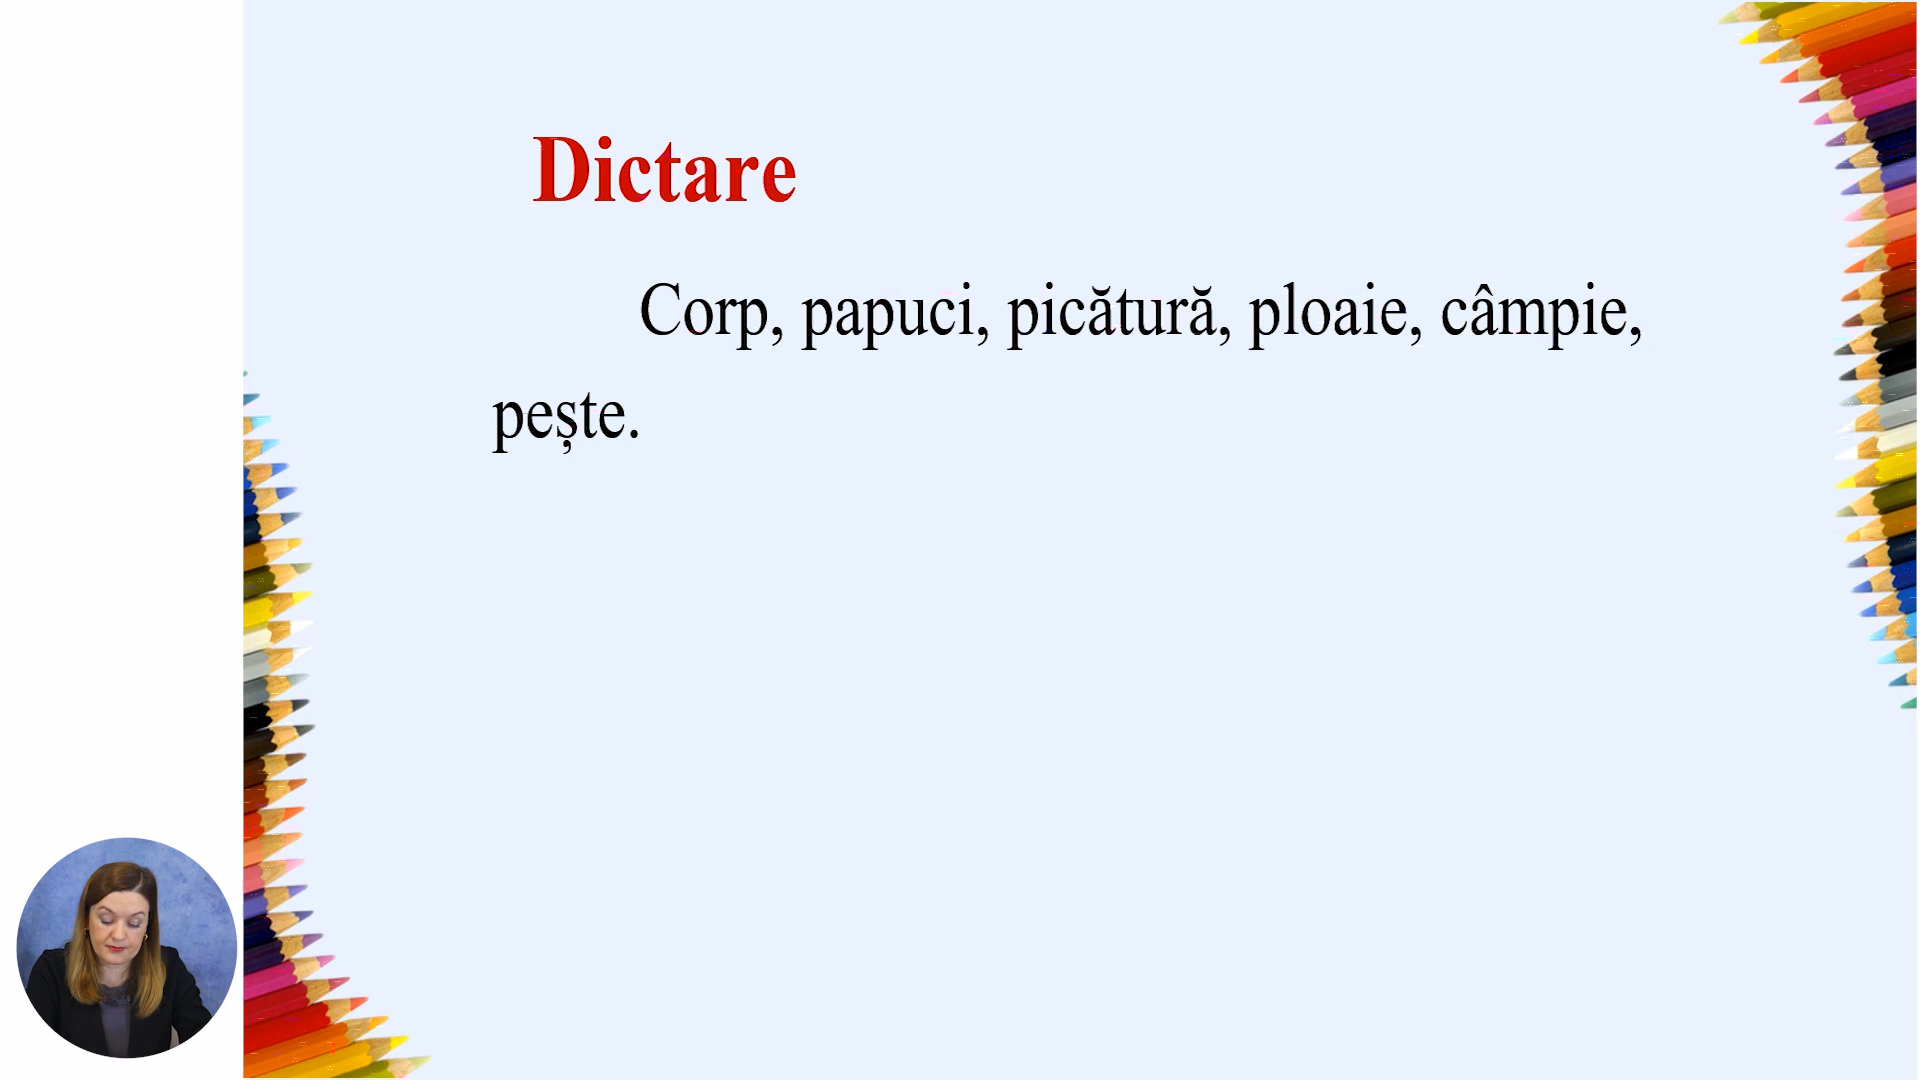 Dictare
Corp, papuci, picătură, ploaie, câmpie,
pește.